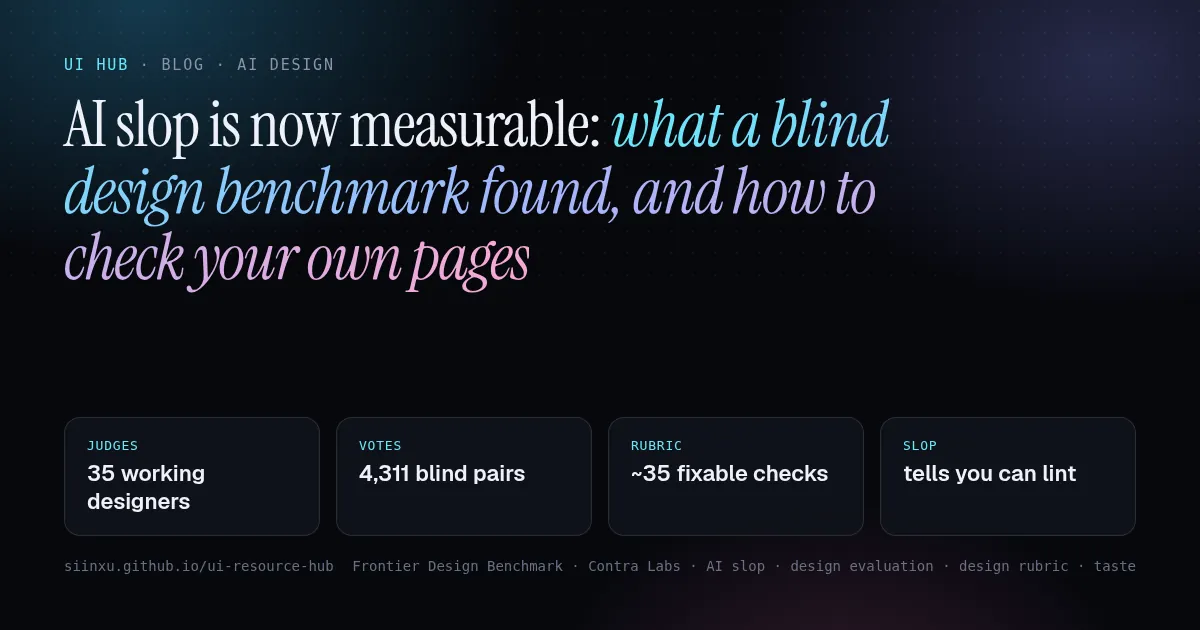 UI HUB · BLOG · AI DESIGN
AI slop is now measurable: what a blind
design benchmark found, and how to
check your own pages
JUDGES
35 working
designers
VOTES
4,311 blind pairs
RUBRIC
~35 fixable checks
SLOP
tells you can lint
siinxu.github.io/ui-resource-hub
Frontier Design Benchmark · Contra Labs · AI slop · design evaluation · design rubric · taste